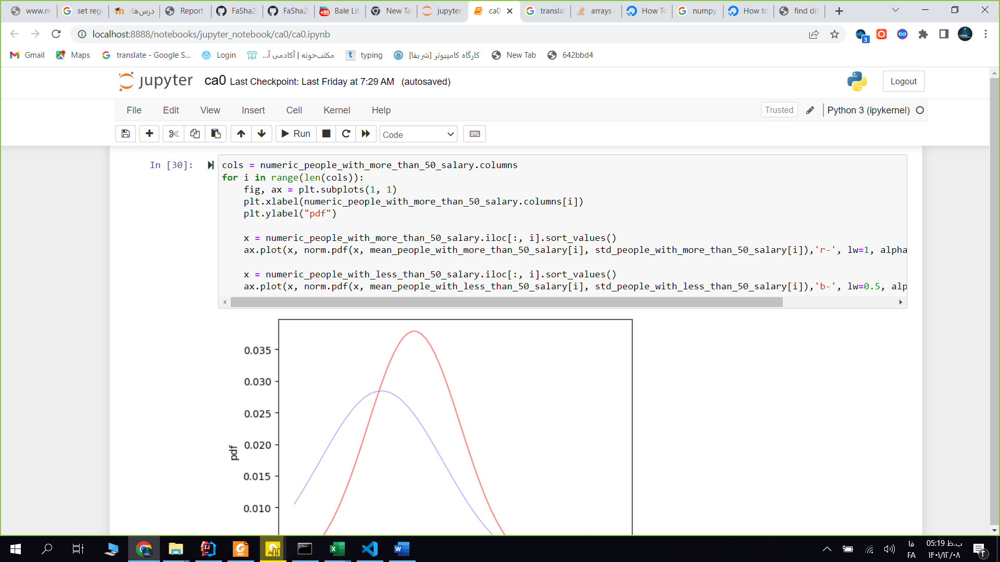 www.m
set rege
درس‌ها
Report
FaSha2
FaSha2
Bale Lit
New Ta
jupyter
ca0
translat
arrays -
How To
numpy
How to
find dif
localhost:8888/notebooks/jupyter_notebook/ca0/ca0.ipynb
3
Gmail
Maps
translate - Google S...
Login
مکتب‌خونه | آکادمی آ...
typing
کارگاه کامپیوتر [شریفا]
New Tab
642bbd4
jupyter ca0 Last Checkpoint: Last Friday at 7:29 AM (autosaved)
Logout
File Edit View Insert Cell Kernel Help
Trusted
Python 3 (ipykernel)
Run
Code
In [30]:
cols = numeric_people_with_more_than_50_salary.columns
for i in range(len(cols)):
fig, ax = plt.subplots(1, 1)
plt.xlabel(numeric_people_with_more_than_50_salary.columns[i])
plt.ylabel("pdf")
x = numeric_people_with_more_than_50_salary.iloc[:, i].sort_values()
ax.plot(x, norm.pdf(x, mean_people_with_more_than_50_salary[i], std_people_with_more_than_50_salary[i]),'r-', lw=1, alpha
x = numeric_people_with_less_than_50_salary.iloc[:, i].sort_values()
ax.plot(x, norm.pdf(x, mean_people_with_less_than_50_salary[i], std_people_with_less_than_50_salary[i]),'b-', lw=0.5, alp
0.035
0.030
0.025
0.020
0.015
0.010
pdf
فا
FA
05:19 ب.ظ
۱۴۰۱/۱۲/۰۸
۲